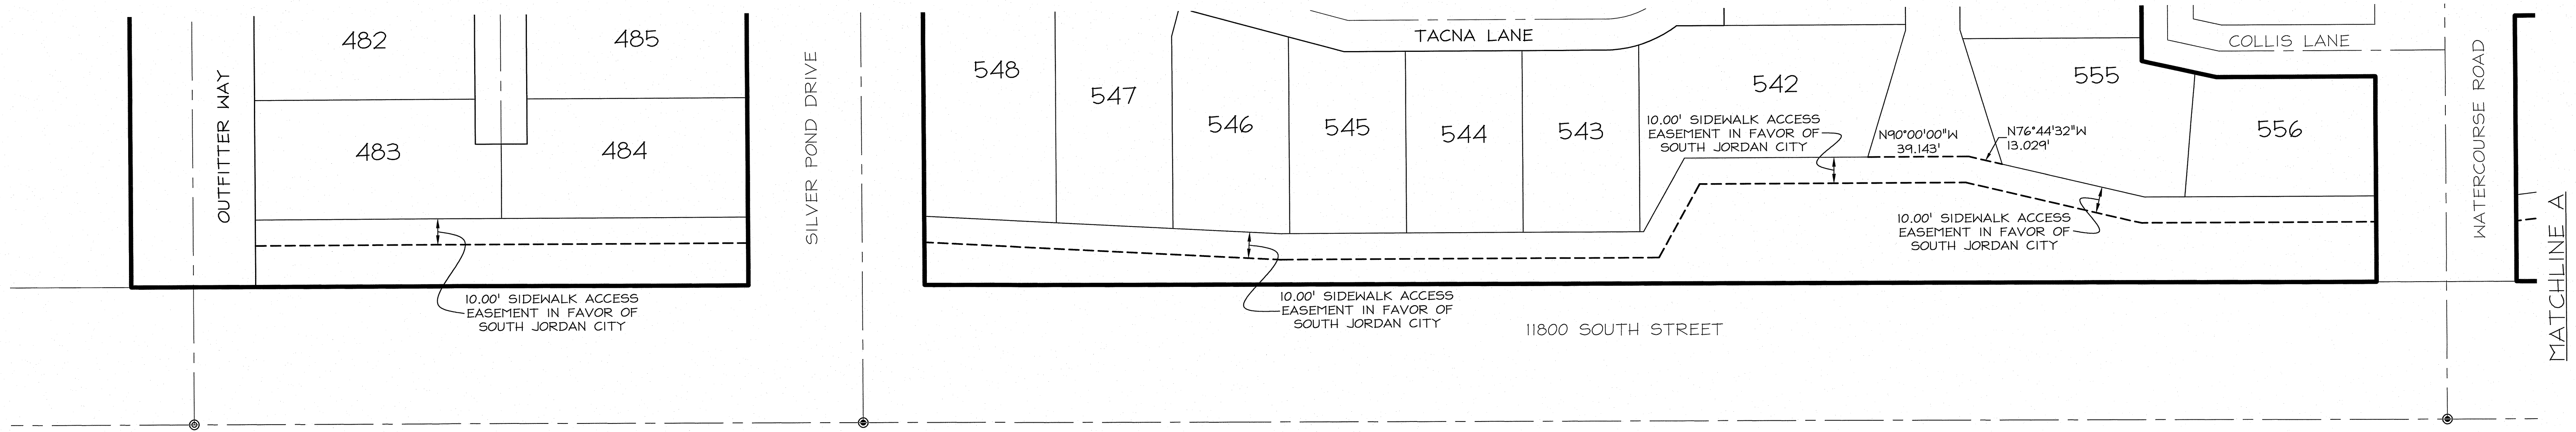 482
485
483
484
OUTFITTER WAY
SILVER POND DRIVE
10.00' SIDEWALK ACCESS
EASEMENT IN FAVOR OF
SOUTH JORDAN CITY
548
547
546
545
544
543
TACNA LANE
542
10.00' SIDEWALK ACCESS
EASEMENT IN FAVOR OF
SOUTH JORDAN CITY
N90°00'00"W
39.143'
N76°44'32"W
13.029'
555
COLLIS LANE
556
10.00' SIDEWALK ACCESS
EASEMENT IN FAVOR OF
SOUTH JORDAN CITY
10.00' SIDEWALK ACCESS
EASEMENT IN FAVOR OF
SOUTH JORDAN CITY
11800 SOUTH STREET
WATERCOURSE ROAD
MATCHLINE A